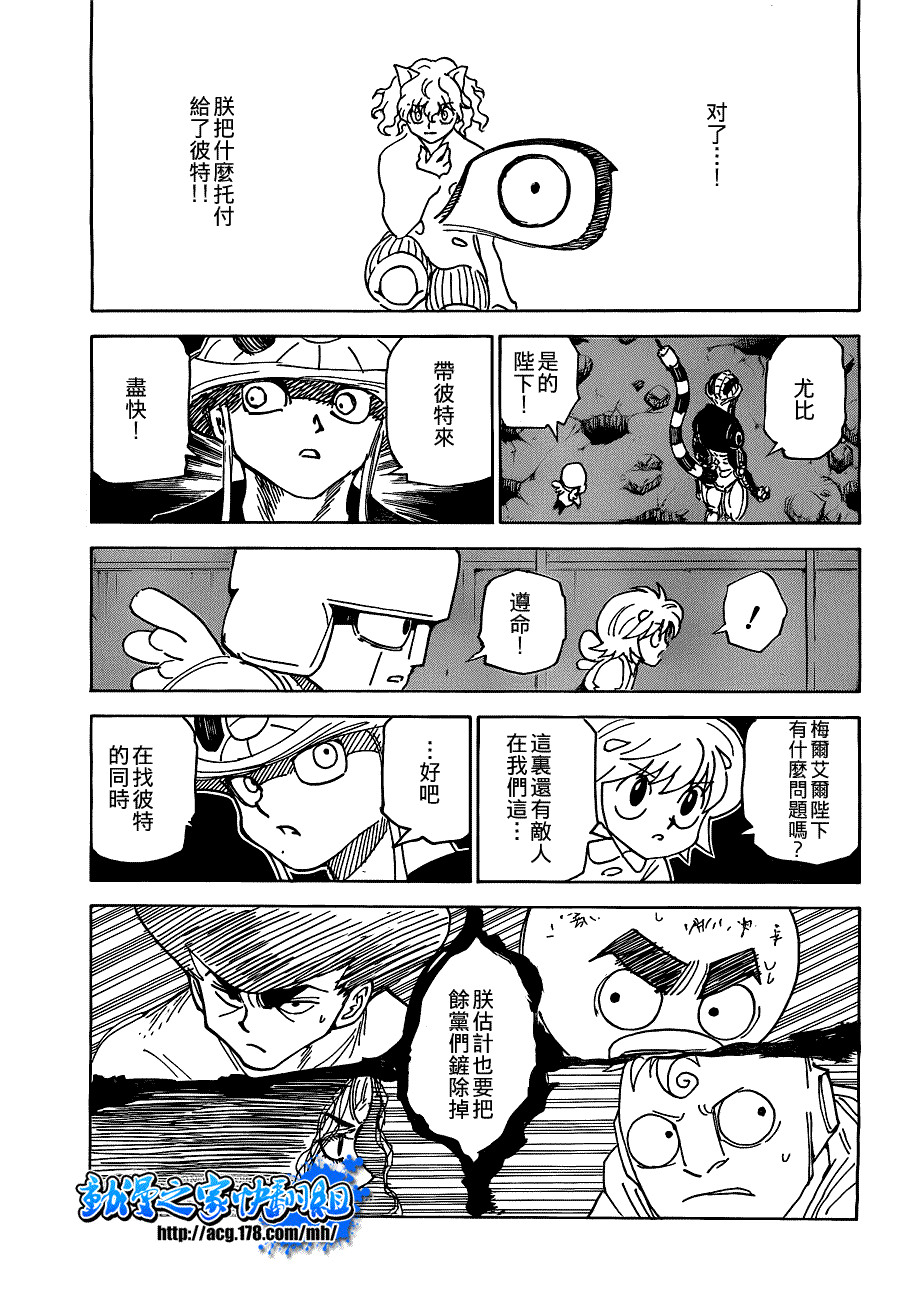 对了…！
朕把什麼托付
給了彼特!!
尤比
是的
陛下！
帶彼特來
盡快！
！
遵命！
梅爾艾爾陛下
有什麼問題嗎？
這裏還有敵人
在我們這…
…好吧
在找彼特
的同時
朕估計也要把
餘黨們鏟除掉
動漫之家快翻組
http://acg.178.com/mh/